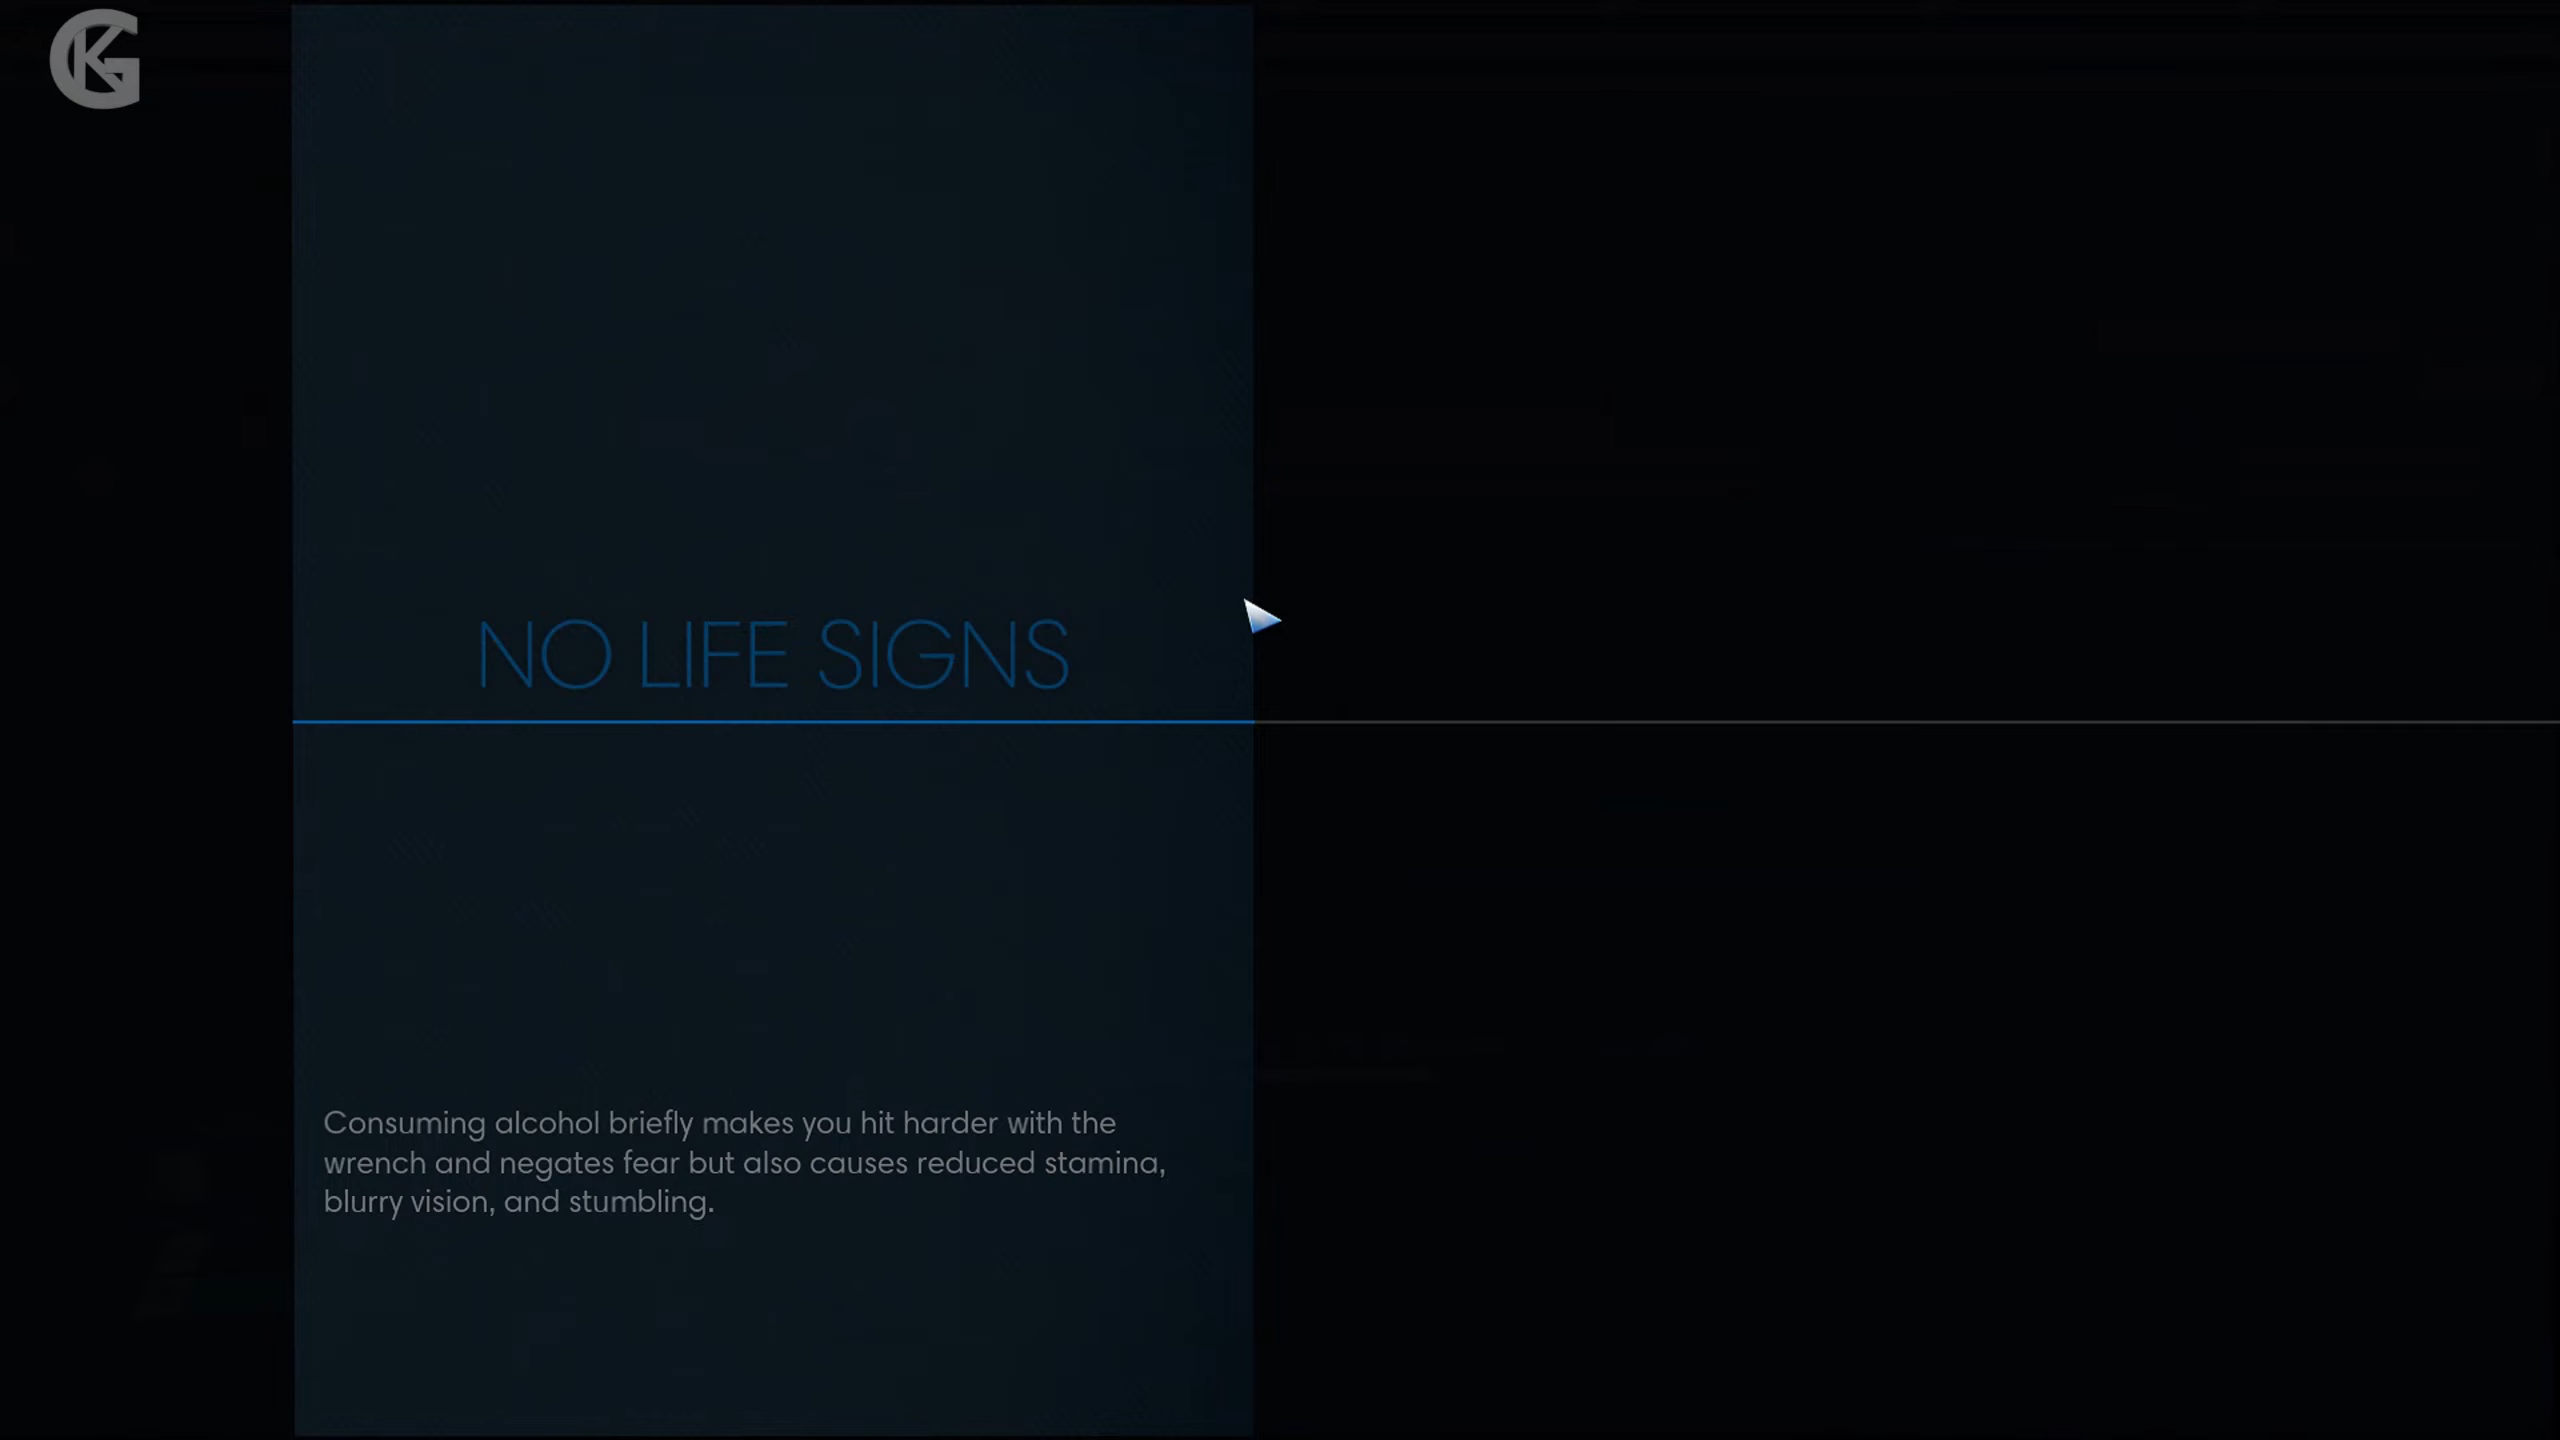 GK
NO LIFE SIGNS
Consuming alcohol briefly makes you hit harder with the
wrench and negates fear but also causes reduced stamina,
blurry vision, and stumbling.